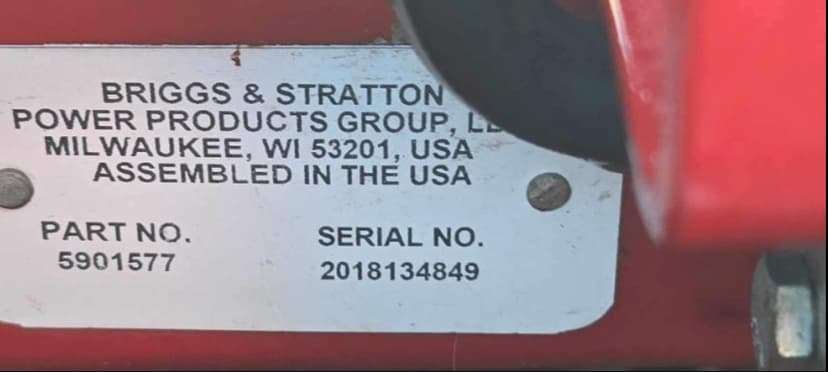 BRIGGS & STRATTON
POWER PRODUCTS GROUP,
MILWAUKEE, WI 53201, USA
ASSEMBLED IN THE USA
PART NO.
5901577
SERIAL NO.
2018134849